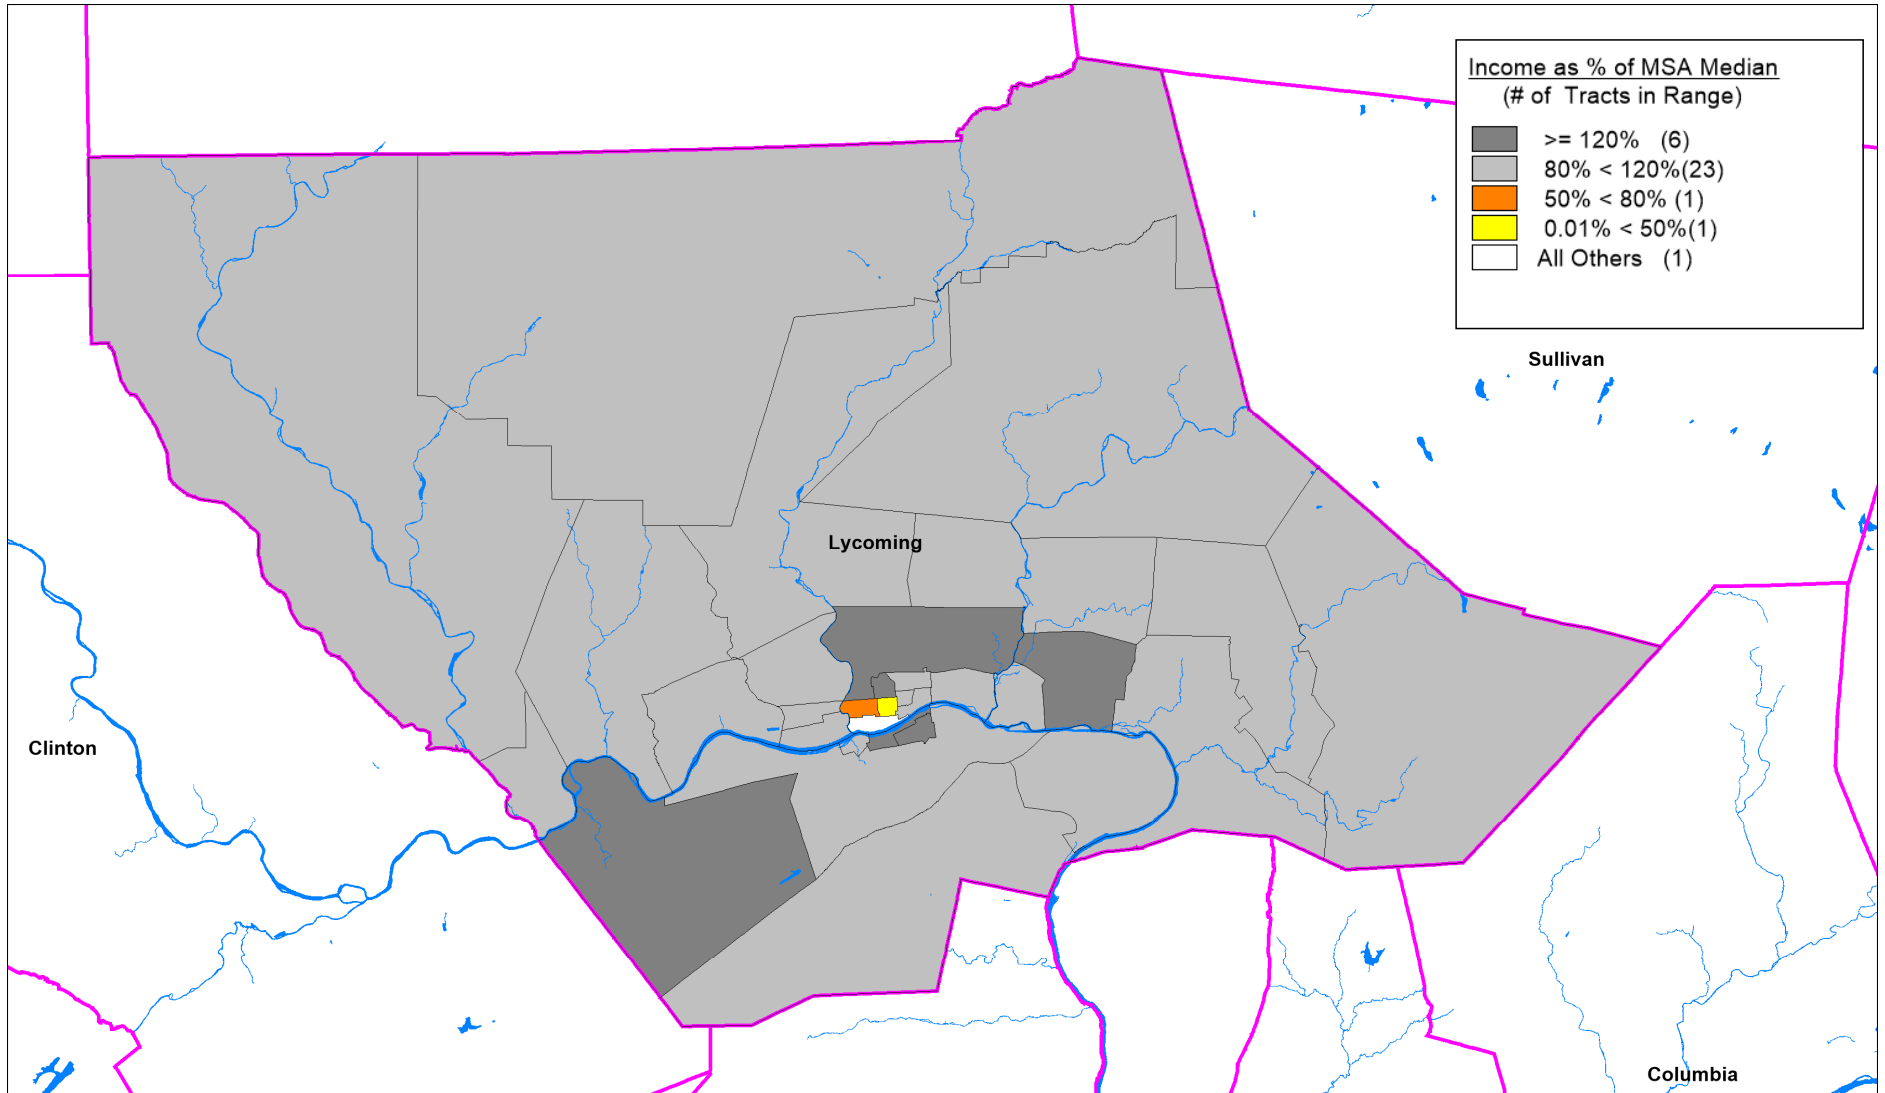 Income as % of MSA Median
(# of Tracts in Range)
>= 120% (6)
80% < 120%(23)
50% < 80% (1)
0.01% < 50%(1)
All Others (1)
Sullivan
Lycoming
Clinton
Columbia